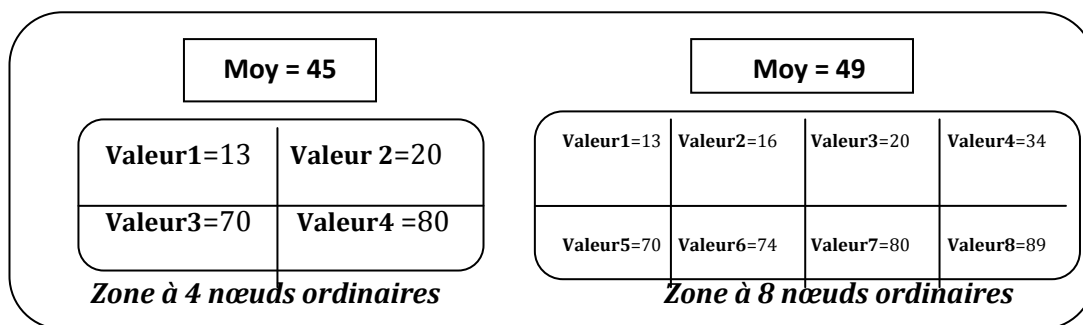 Moy = 45
Valeur1=13 Valeur 2=20
Valeur3=70 Valeur4 =80
Zone à 4 nœuds ordinaires
Moy = 49
Valeur1=13 Valeur2=16 Valeur3=20 Valeur4=34
Valeur5=70 Valeur6=74 Valeur7=80 Valeur8=89
Zone à 8 nœuds ordinaires